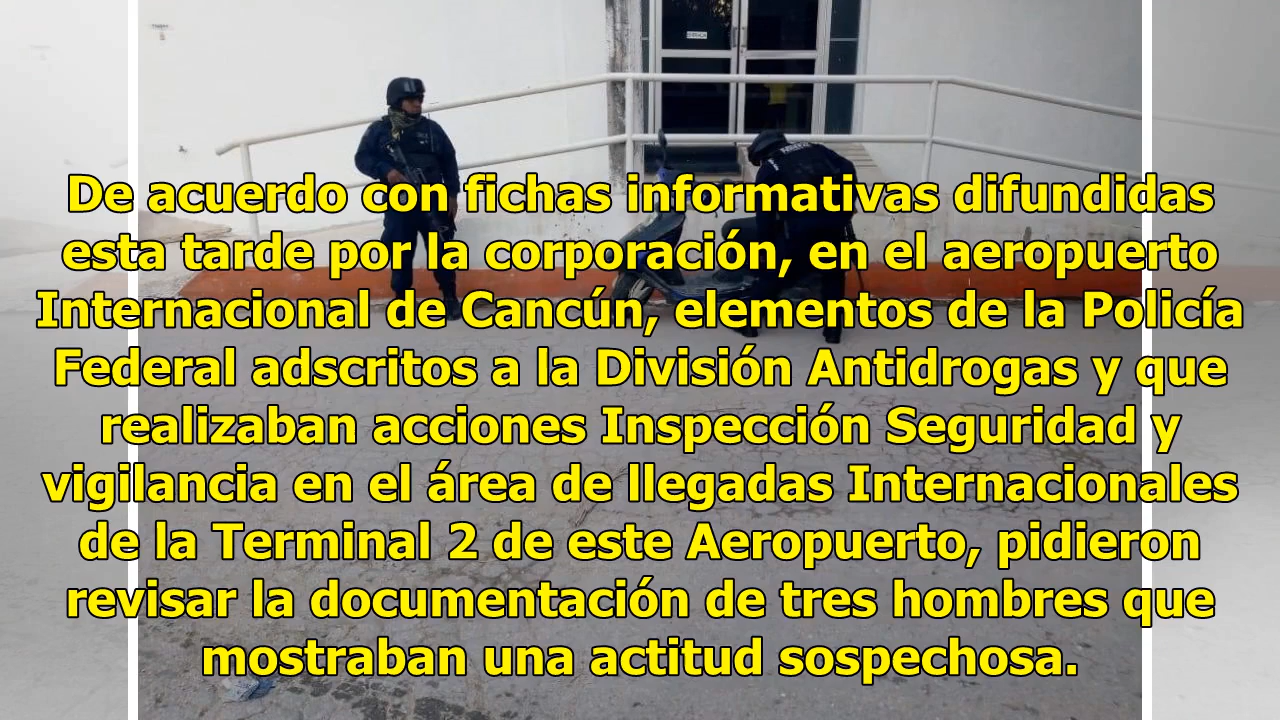 De acuerdo con fichas informativas difundidas
esta tarde por la corporación, en el aeropuerto
Internacional de Cancún, elementos de la Policía
Federal adscritos a la División Antidrogas y que
realizaban acciones Inspección Seguridad y
vigilancia en el área de llegadas Internacionales
de la Terminal 2 de este Aeropuerto, pidieron
revisar la documentación de tres hombres que
mostraban una actitud sospechosa.